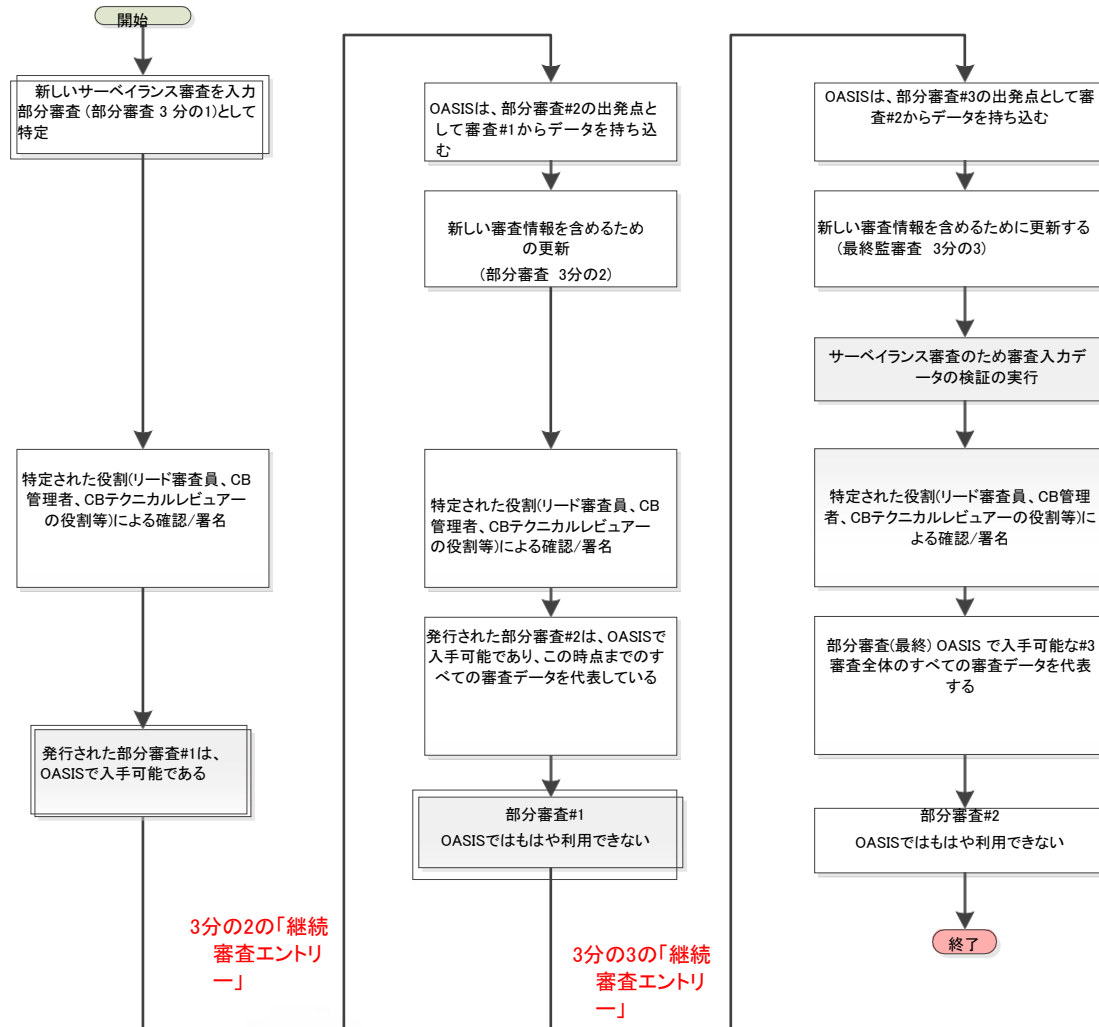 開始
新しいサーベイランス審査を入力
部分審査 (部分審査 3 分の1)として
特定
特定された役割(リード審査員、CB
管理者、CBテクニカルレビュアー
の役割等)による確認/署名
発行された部分審査#1は、
OASISで入手可能である
3分の2の「継続
審査エントリ
ー」
OASISは、部分審査#2の出発点と
して審査#1からデータを持ち込
む
新しい審査情報を含めるため
の更新
(部分審査 3分の2)
特定された役割(リード審査員、CB
管理者、CBテクニカルレビュアー
の役割等)による確認/署名
発行された部分審査#2は、OASISで
入手可能であり、この時点までのす
べての審査データを代表している
部分審査#1
OASISではもはや利用できない
3分の3の「継続
審査エントリ
ー」
OASISは、部分審査#3の出発点として審
査#2からデータを持ち込む
新しい審査情報を含めるために更新する
(最終監審査 3分の3)
サーベイランス審査のため審査入力デ
ータの検証の実行
特定された役割(リード審査員、CB管理
者、CBテクニカルレビュアーの役割等)に
よる確認/署名
部分審査(最終) OASIS で入手可能な#3
審査全体のすべての審査データを代表
する
部分審査#2
OASISではもはや利用できない
終了